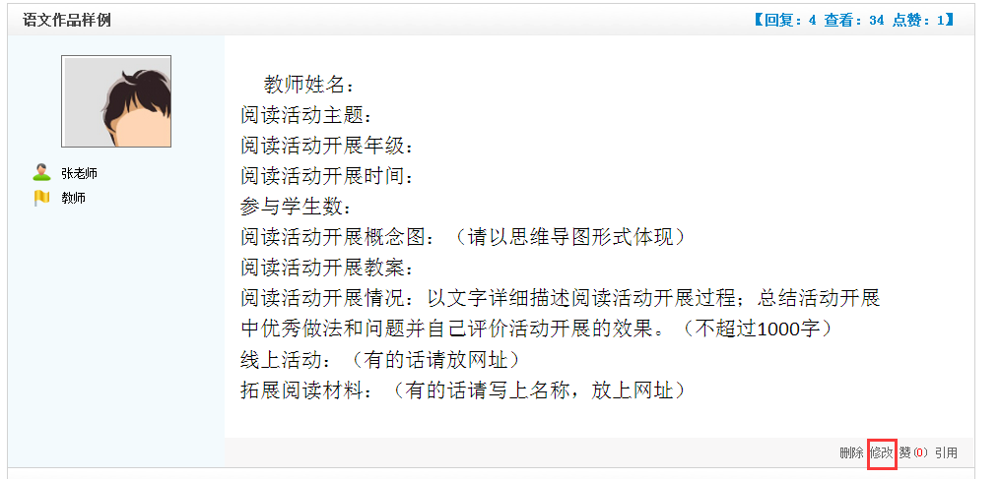 语文作品样例 【回复：4 查看：34 点赞：1】
张老师
教师
教师姓名：
阅读活动主题：
阅读活动开展年级：
阅读活动开展时间：
参与学生数：
阅读活动开展概念图：（请以思维导图形式体现）
阅读活动开展教案：
阅读活动开展情况：以文字详细描述阅读活动开展过程；总结活动开展
中优秀做法和问题并自己评价活动开展的效果。（不超过1000字）
线上活动：（有的话请放网址）
拓展阅读材料：（有的话请写上名称，放上网址）
删除 修改 赞(0) 引用